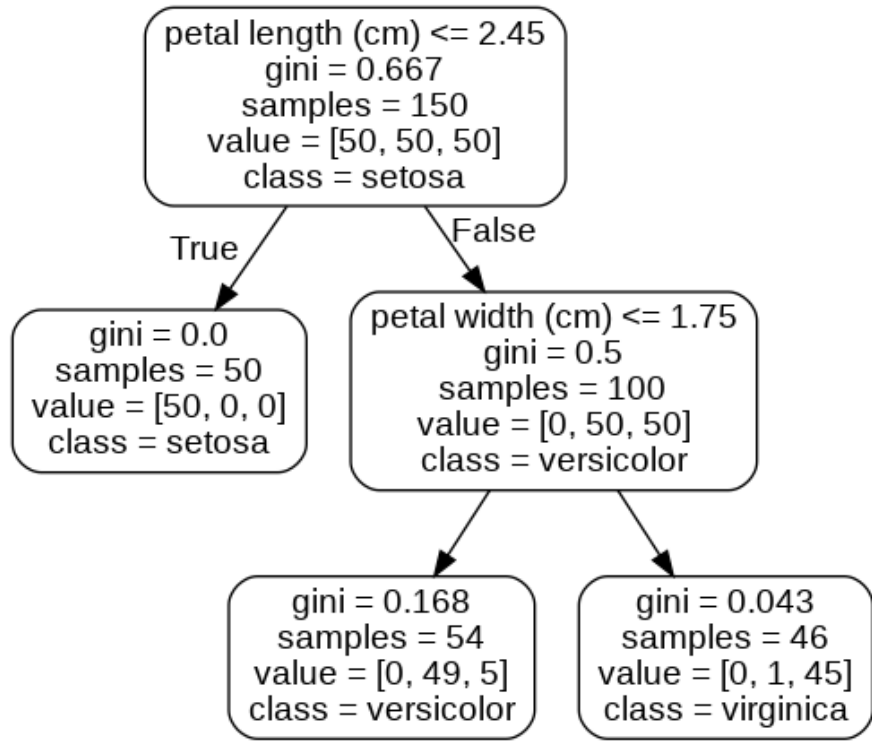 petal length (cm) <= 2.45
gini = 0.667
samples = 150
value = [50, 50, 50]
class = setosa
True
False
gini = 0.0
samples = 50
value = [50, 0, 0]
class = setosa
petal width (cm) <= 1.75
gini = 0.5
samples = 100
value = [0, 50, 50]
class = versicolor
gini = 0.168
samples = 54
value = [0, 49, 5]
class = versicolor
gini = 0.043
samples = 46
value = [0, 1, 45]
class = virginica